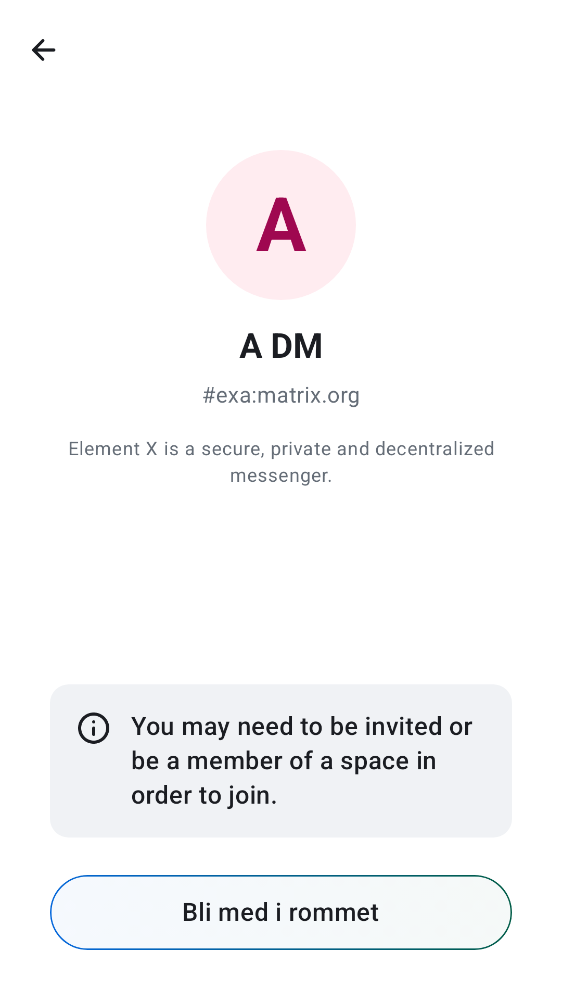 A
A DM
#exa:matrix.org
Element X is a secure, private and decentralized
messenger.
You may need to be invited or
be a member of a space in
order to join.
Bli med i rommet